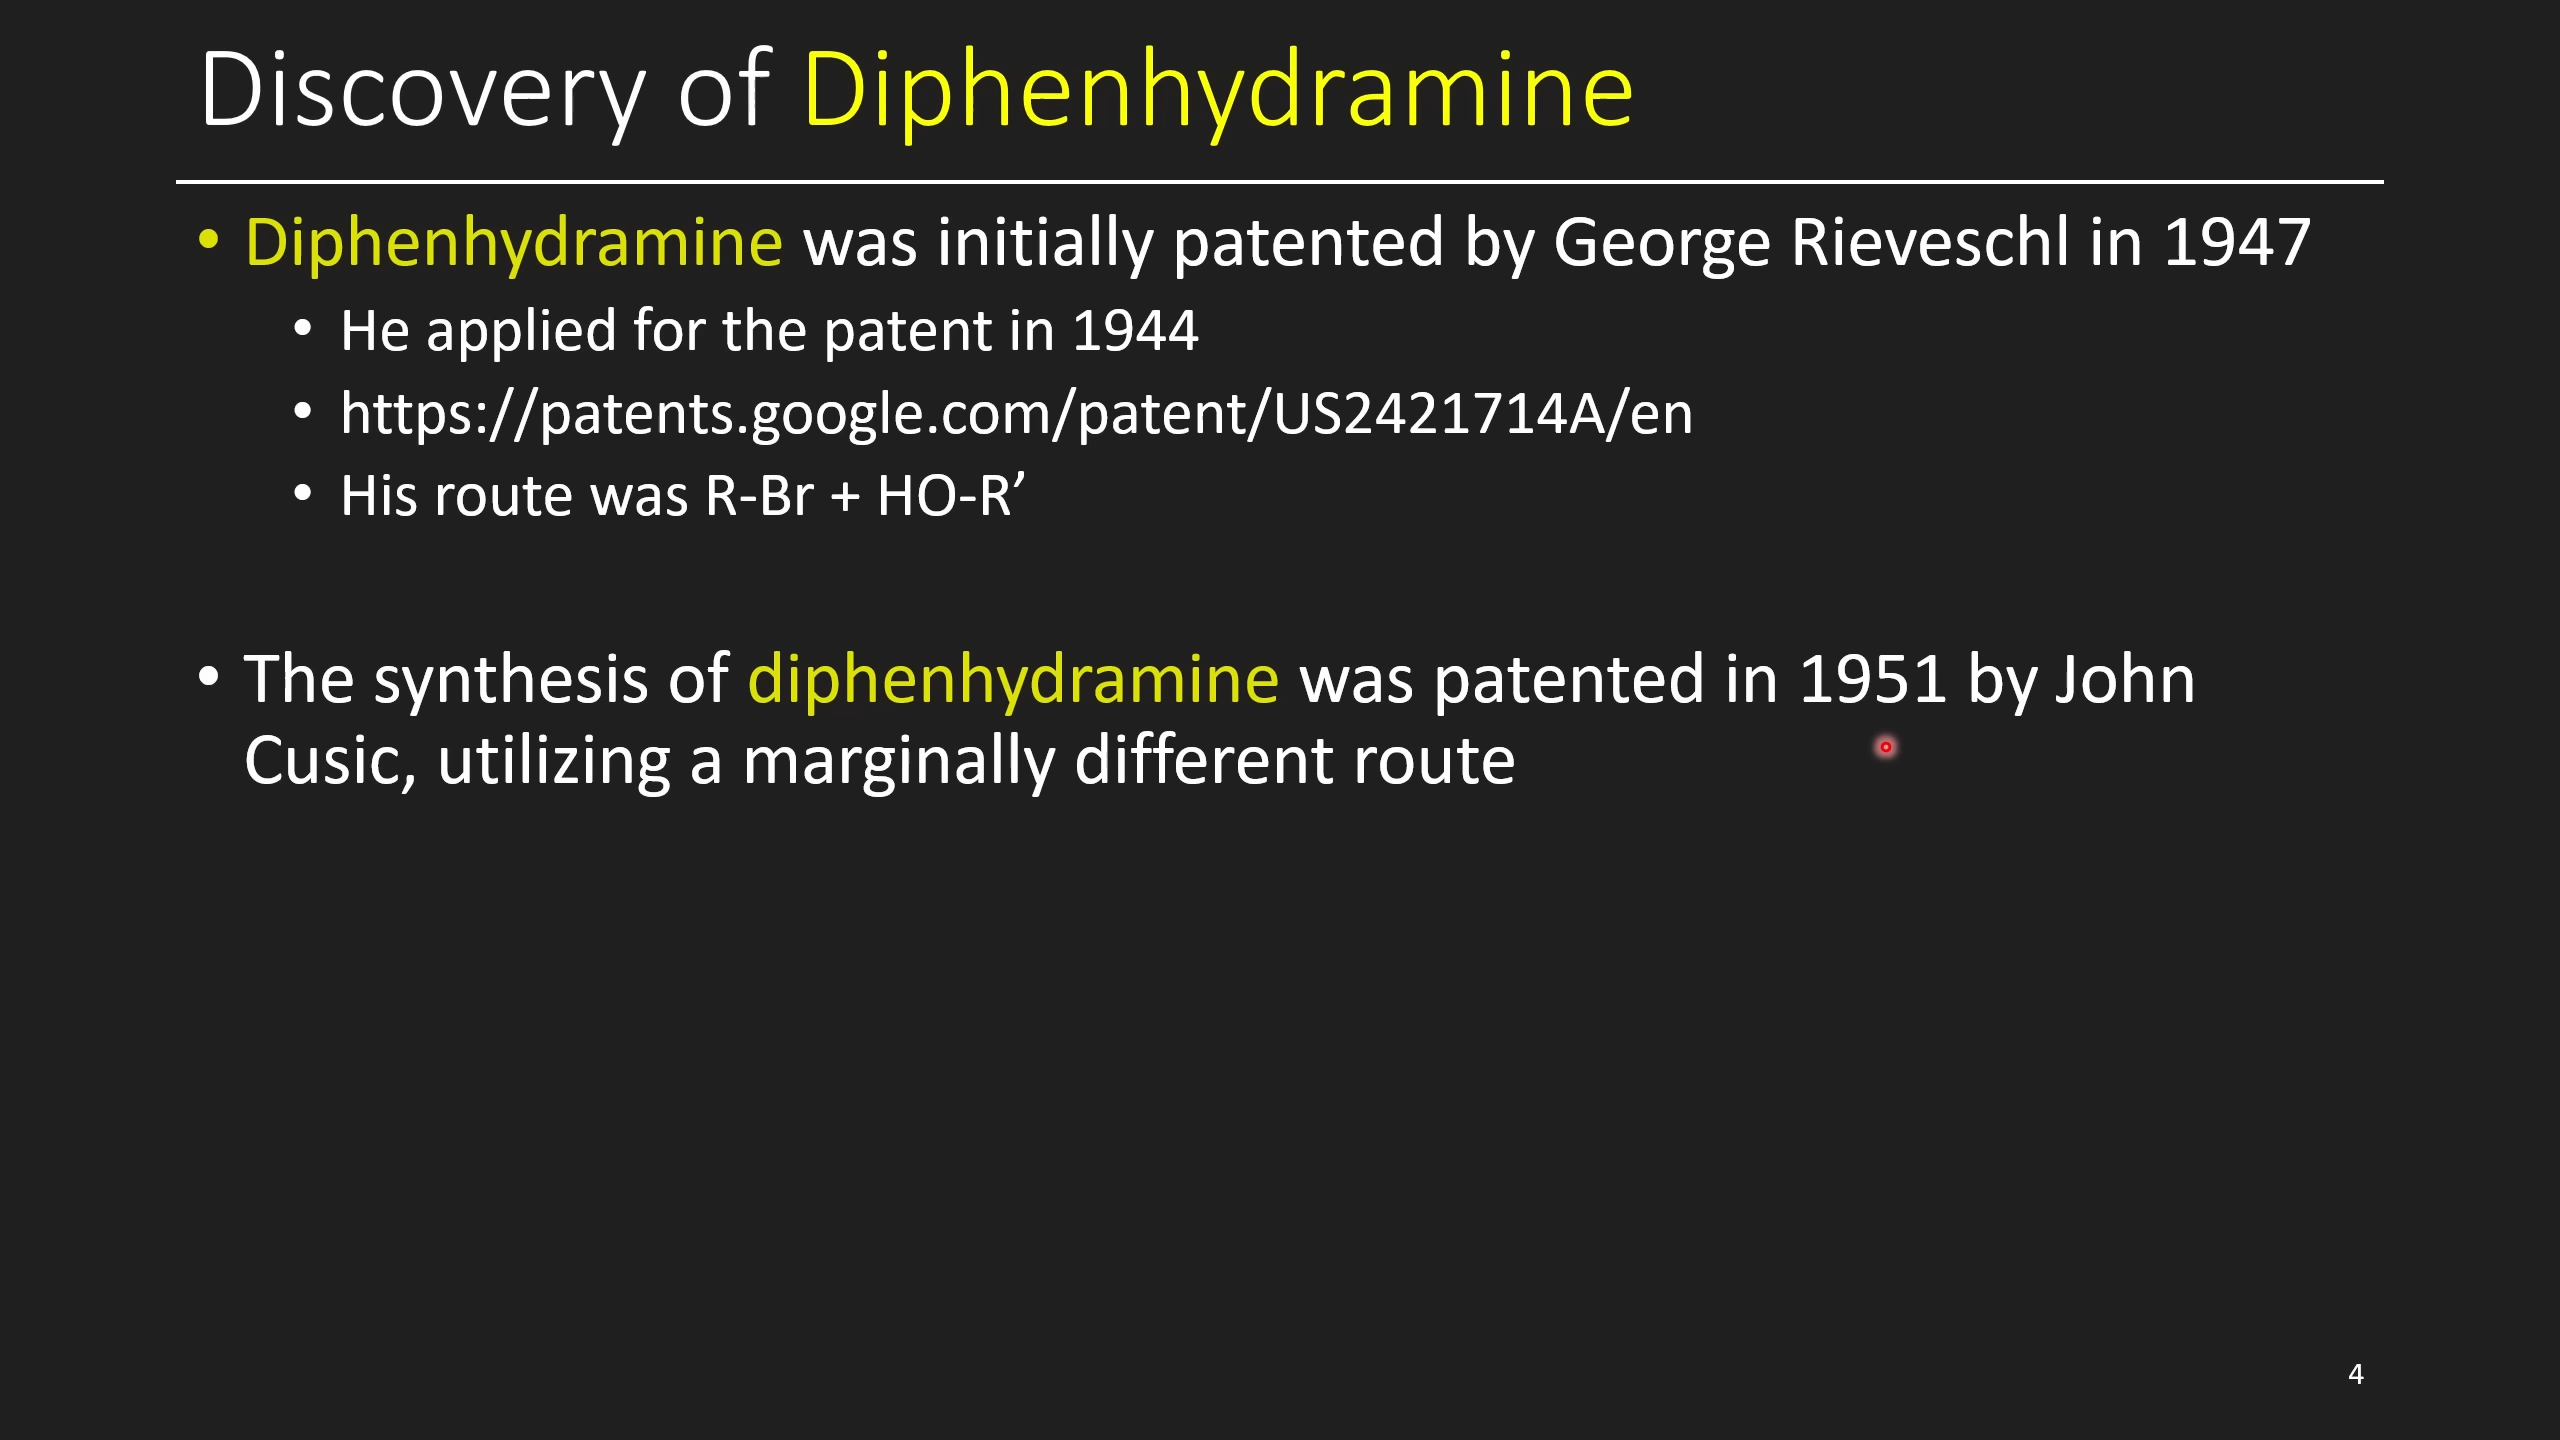 Discovery of Diphenhydramine
• Diphenhydramine was initially patented by George Rieveschl in 1947
• He applied for the patent in 1944
• https://patents.google.com/patent/US2421714A/en
• His route was R-Br + HO-R’
• The synthesis of diphenhydramine was patented in 1951 by John
Cusic, utilizing a marginally different route
4